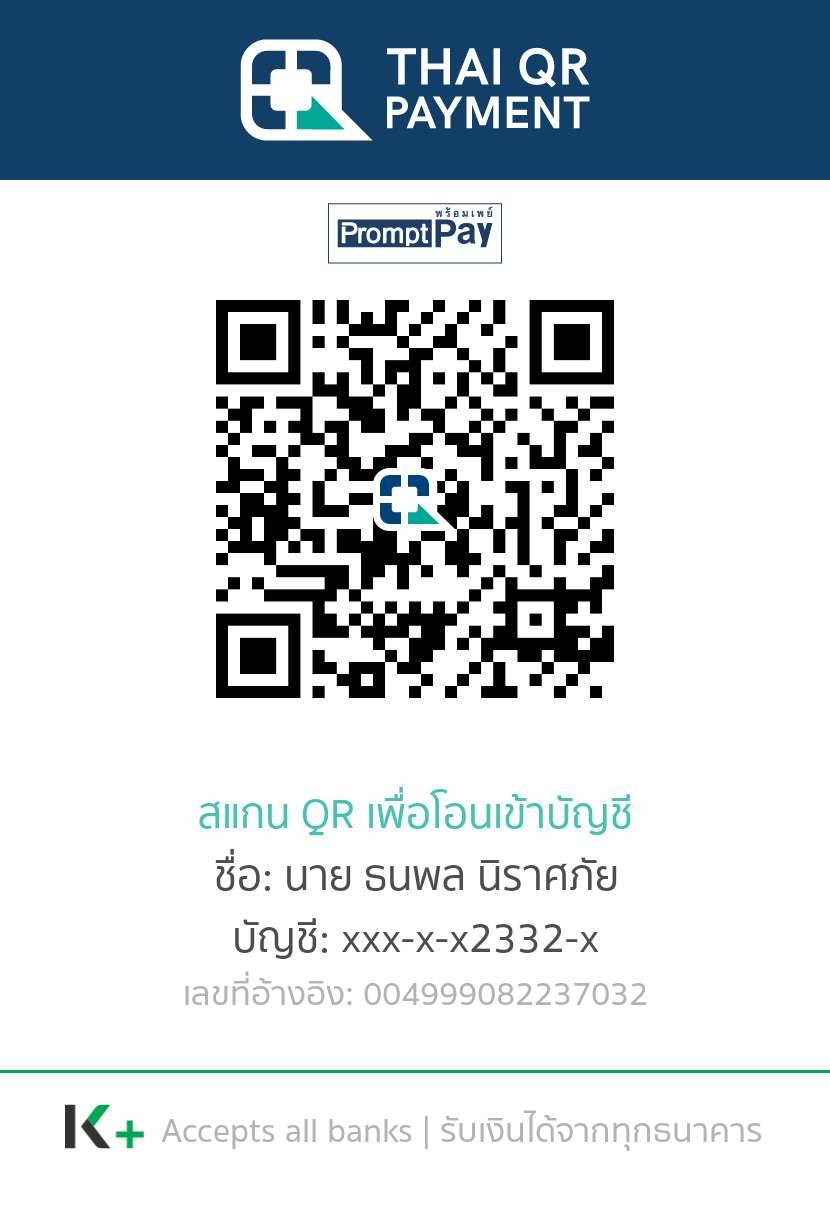 THAI QR
PAYMENT
พร้อมเพย์
PromptPay
สแกน QR เพื่อโอนเข้าบัญชี
ชื่อ: นาย ธนพล นิราศภัย
บัญชี: xxx-x-x2332-x
เลขที่อ้างอิง: 004999082237032
K+ Accepts all banks | รับเงินได้จากทุกธนาคาร